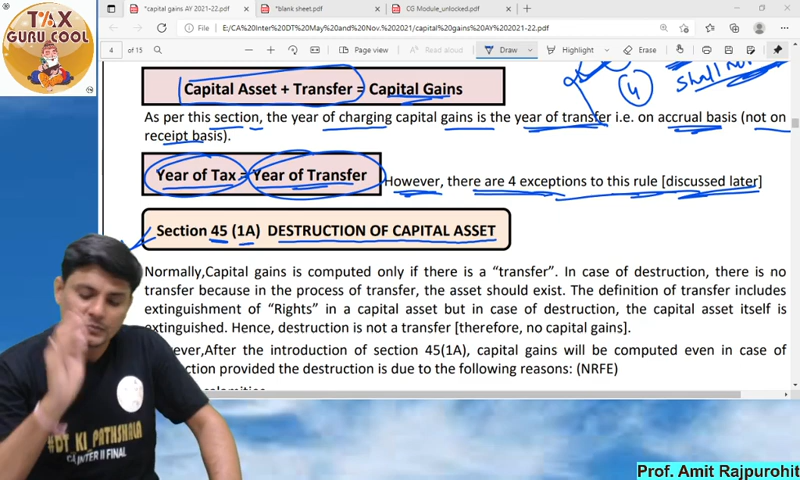 TAX
GURU COOL
*capital gains AY 2021-22.
*blank sheet.pdf
CG Module_unlocked.pdf
File
E:/CA%20Inter%20DT%20May%20and%20Nov.%202021/capital%20gains%20AY%202021-22.pdf
4 of 15
Page view
Read aloud
Draw
Highlight
Erase
Capital Asset + Transfer = Capital Gains
4
As per this section, the year of charging capital gains is the year of transfer i.e. on accrual basis (not on
receipt basis).
Year of Tax = Year of Transfer
However, there are 4 exceptions to this rule [discussed later]
Section 45 (1A) DESTRUCTION OF CAPITAL ASSET
Normally,Capital gains is computed only if there is a “transfer”. In case of destruction, there is no
transfer because in the process of transfer, the asset should exist. The definition of transfer includes
extinguishment of “Rights” in a capital asset but in case of destruction, the capital asset itself is
extinguished. Hence, destruction is not a transfer [therefore, no capital gains].
However,After the introduction of section 45(1A), capital gains will be computed even in case of
destruction provided the destruction is due to the following reasons: (NRFE)
#DT KI PATHSHALA
CA INTER II FINAL
Prof. Amit Rajpurohit